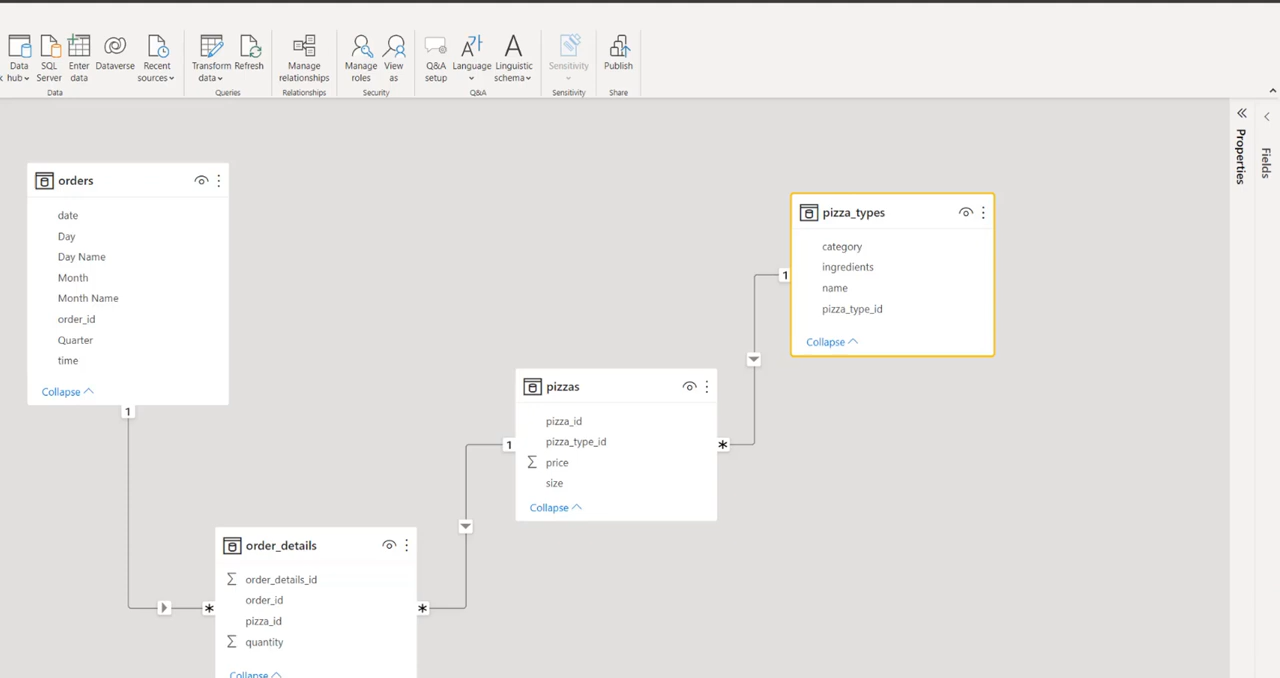 Data hub
SQL Server
Enter data
Dataverse
Recent sources
Transform data
Refresh
Manage relationships
Manage roles
View as
Q&A setup
Language
Linguistic schema
Sensitivity
Publish
Data
Queries
Relationships
Security
Q&A
Sensitivity
Share
Properties
Fields
orders
date
Day
Day Name
Month
Month Name
order_id
Quarter
time
Collapse
1
pizza_types
category
ingredients
name
pizza_type_id
Collapse
1
pizzas
pizza_id
pizza_type_id
Σ price
size
Collapse
1
*
order_details
Σ order_details_id
order_id
pizza_id
Σ quantity
Collapse
*
*